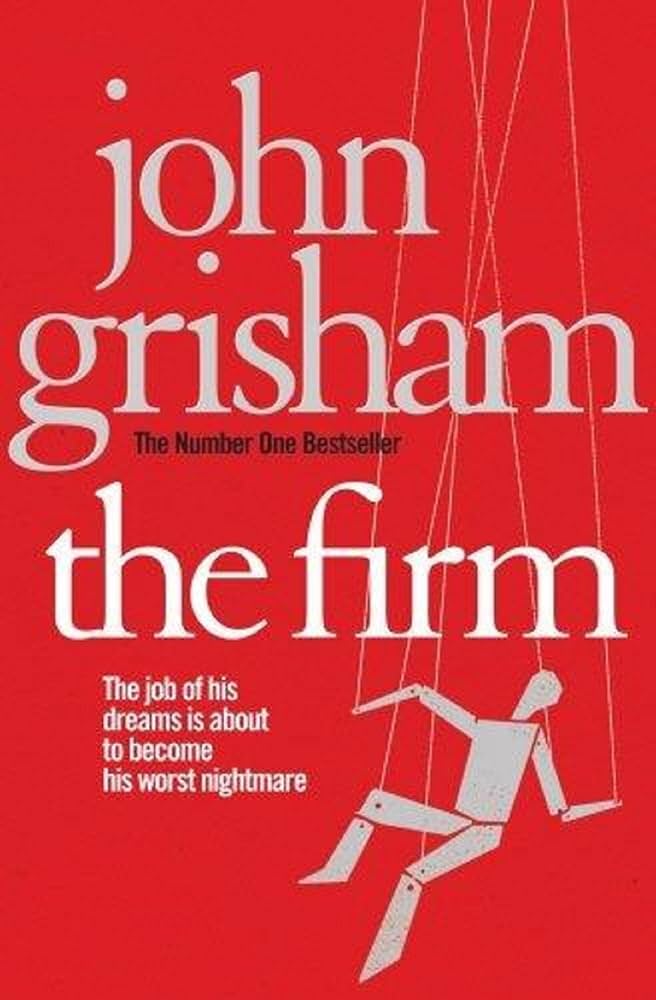 john
grisham
The Number One Bestseller
the firm
The job of his
dreams is about
to become
his worst nightmare